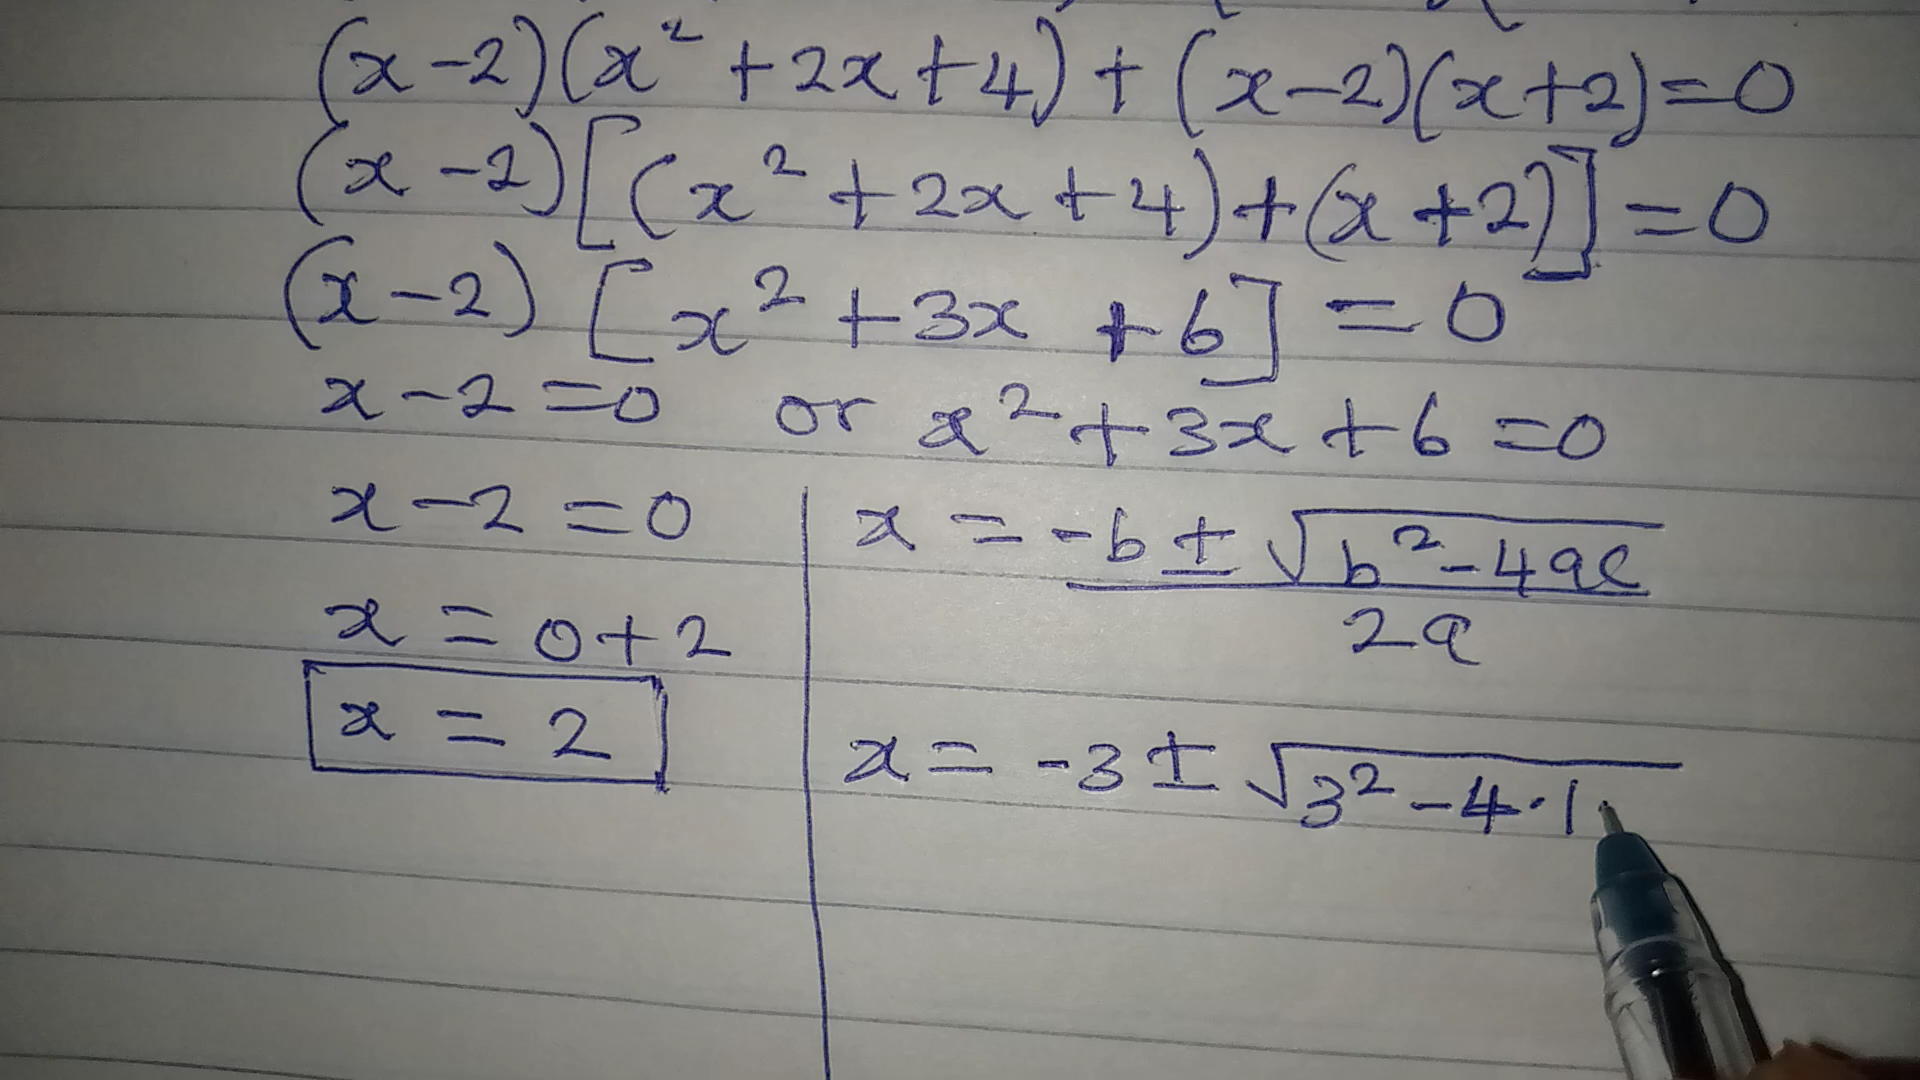 (x-2)(x² +2x+4)+(x-2)(x+2)=0
(x-2)[(x²+2x+4)+(x+2)]=0
(x-2) [x²+3x +6] =0
x-2=0 or x²+3x+6=0
x-2=0
x = 0+2
x = 2
x = -b ± √b²-4ac
2a
x= -3 ± √3²-4·1